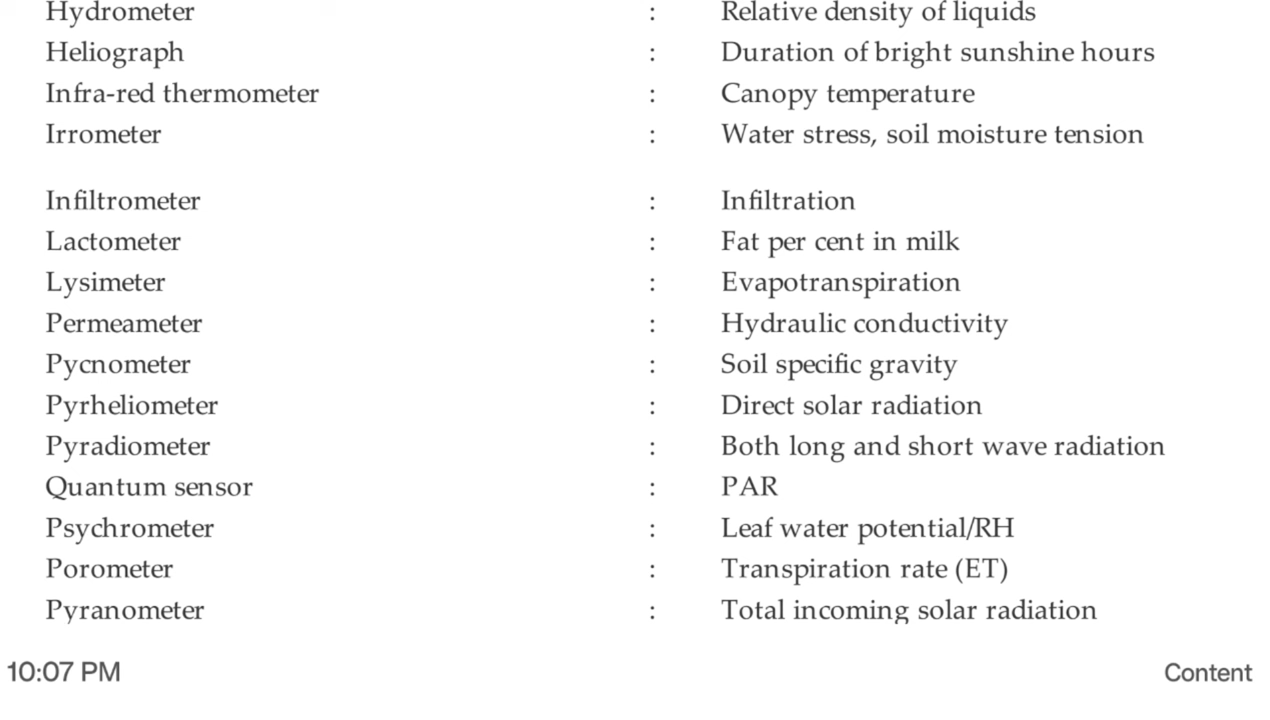 Hydrometer : Relative density of liquids
Heliograph : Duration of bright sunshine hours
Infra-red thermometer : Canopy temperature
Irrometer : Water stress, soil moisture tension
Infiltrometer : Infiltration
Lactometer : Fat per cent in milk
Lysimeter : Evapotranspiration
Permeameter : Hydraulic conductivity
Pycnometer : Soil specific gravity
Pyrheliometer : Direct solar radiation
Pyradiometer : Both long and short wave radiation
Quantum sensor : PAR
Psychrometer : Leaf water potential/RH
Porometer : Transpiration rate (ET)
Pyranometer : Total incoming solar radiation
10:07 PM Content